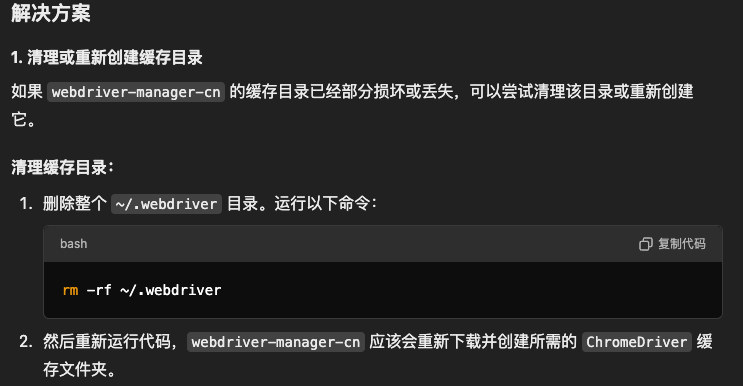 解决方案
1. 清理或重新创建缓存目录
如果 webdriver-manager-cn 的缓存目录已经部分损坏或丢失，可以尝试清理该目录或重新创建
它。
清理缓存目录：
1. 删除整个 ~/.webdriver 目录。运行以下命令：
bash 复制代码
rm -rf ~/.webdriver
2. 然后重新运行代码，webdriver-manager-cn 应该会重新下载并创建所需的 ChromeDriver 缓
存文件夹。